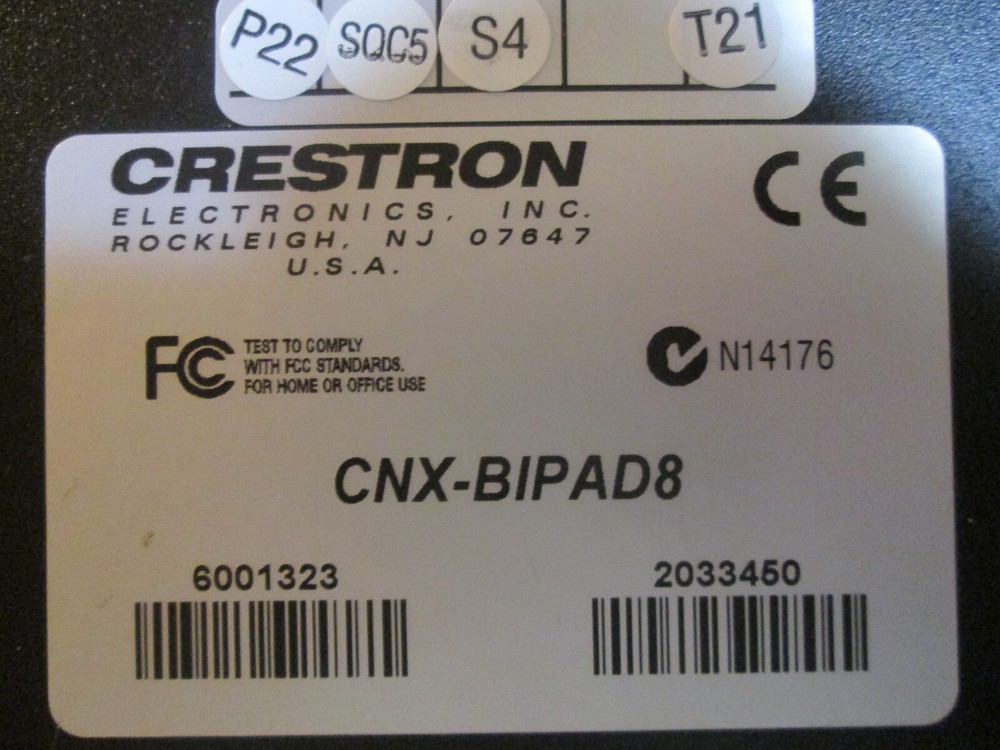 P22 SQC5 S4 T21
CRESTRON
ELECTRONICS, INC.
ROCKLEIGH, NJ 07647
U.S.A.
FC TEST TO COMPLY
WITH FCC STANDARDS.
FOR HOME OR OFFICE USE
CE
N14176
CNX-BIPAD8
6001323 2033450